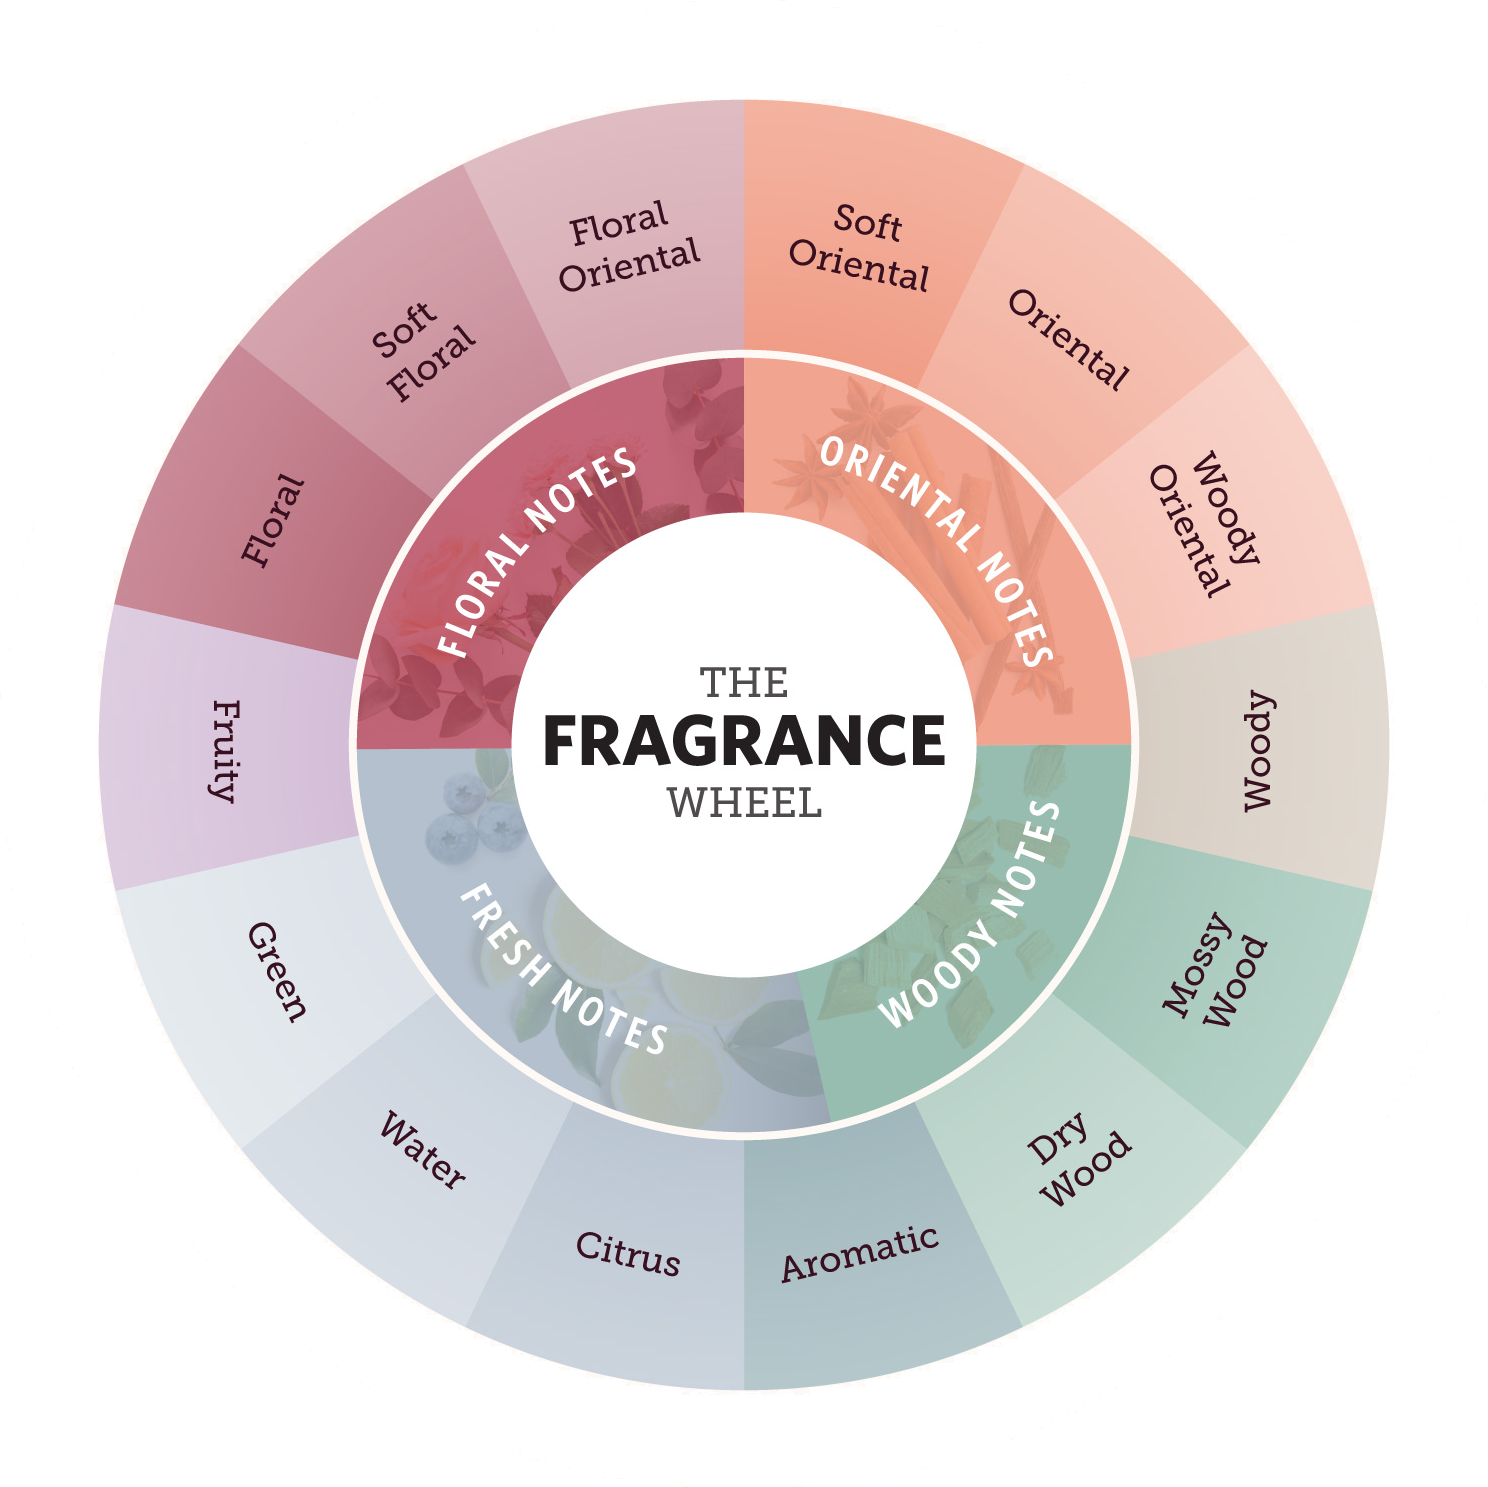 THE
FRAGRANCE
WHEEL
FLORAL NOTES
ORIENTAL NOTES
WOODY NOTES
FRESH NOTES
Floral
Oriental
Soft
Oriental
Oriental
Woody
Oriental
Woody
Mossy
Wood
Dry
Wood
Aromatic
Citrus
Water
Green
Fruity
Floral
Soft
Floral